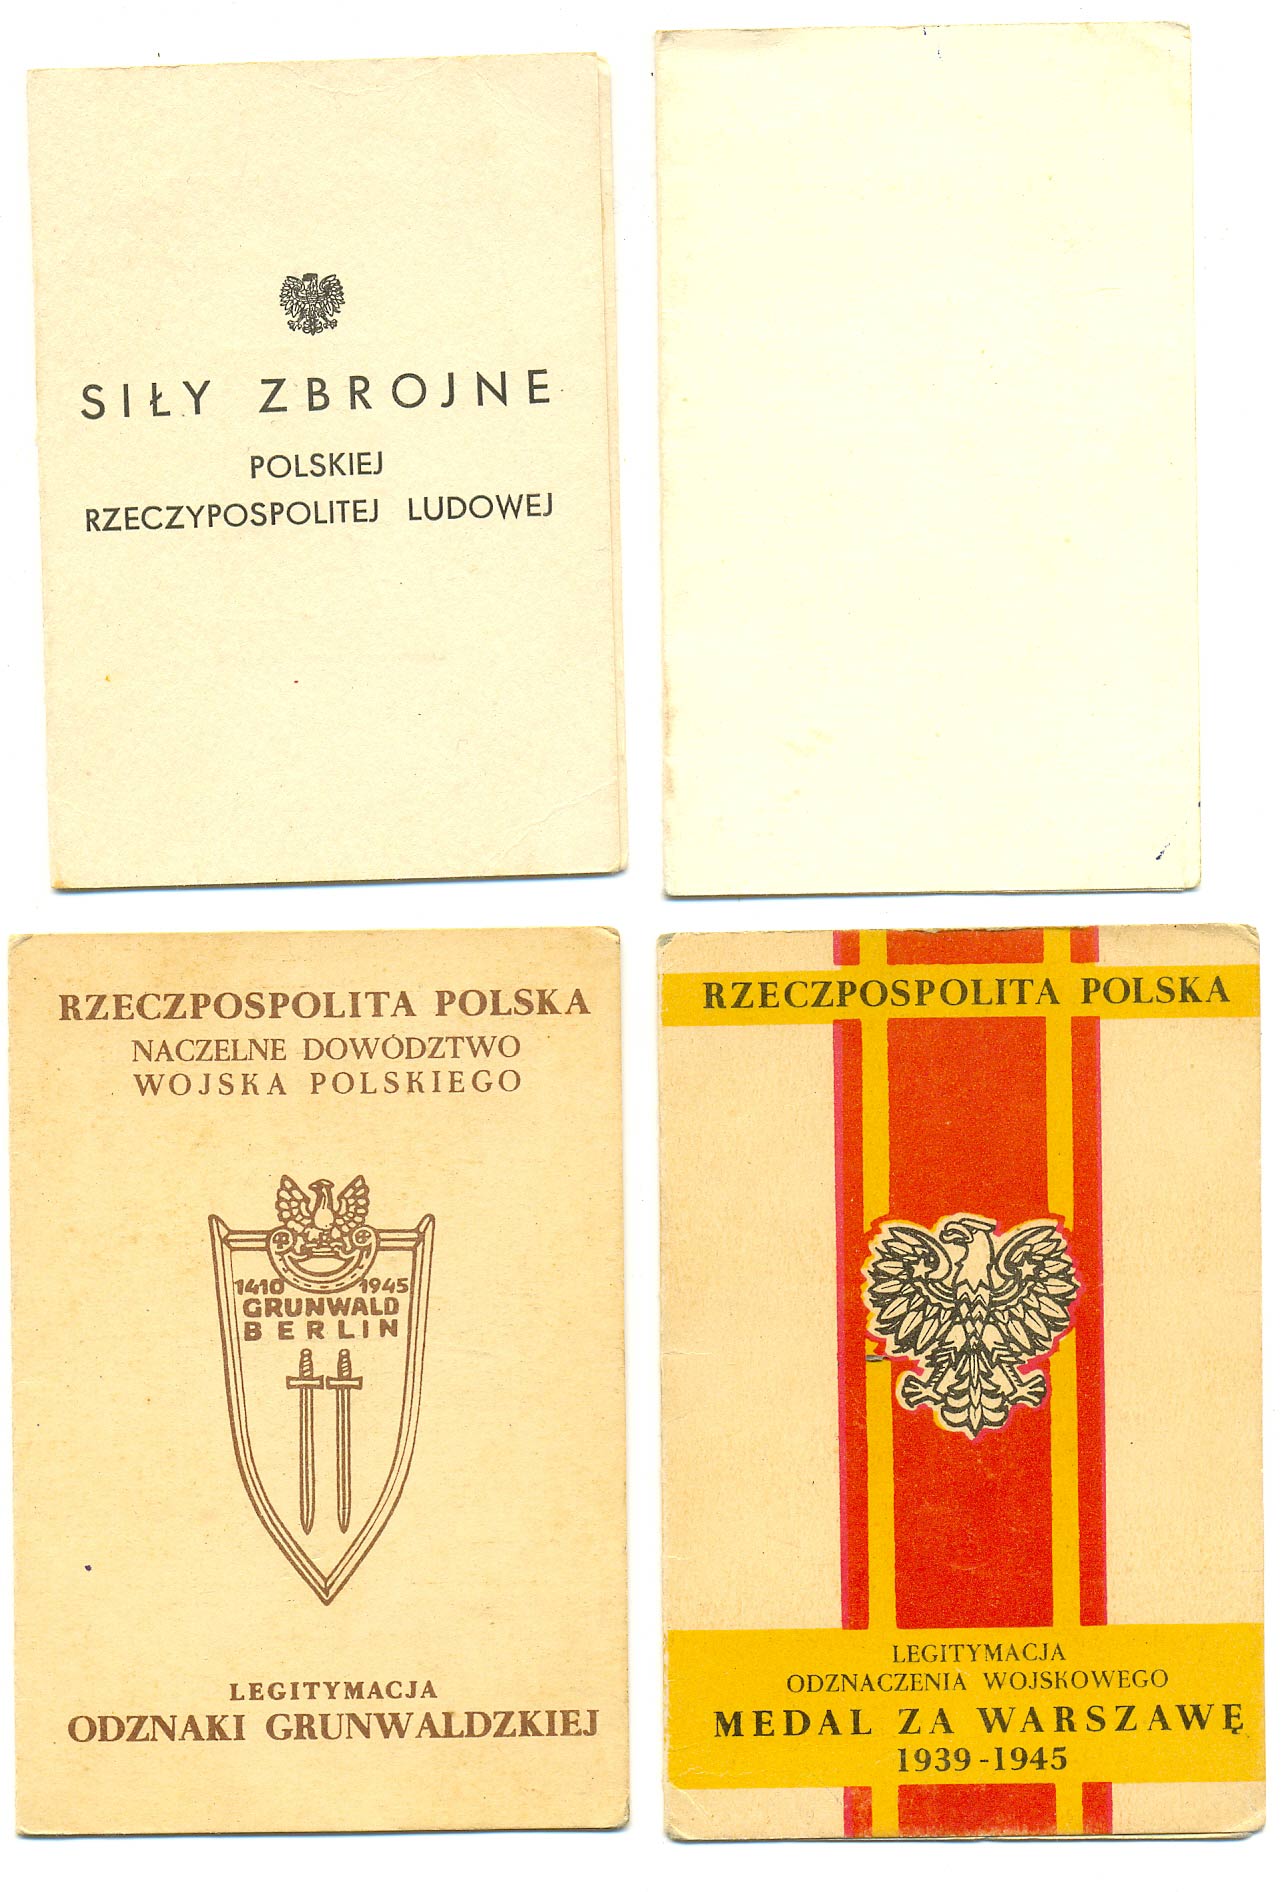 SIŁY ZBROJNE
POLSKIEJ
RZECZYPOSPOLITEJ LUDOWEJ
RZECZPOSPOLITA POLSKA
NACZELNE DOWÓDZTWO
WOJSKA POLSKIEGO
1410 1945
GRUNWALD
BERLIN
LEGITYMACJA
ODZNAKI GRUNWALDZKIEJ
RZECZPOSPOLITA POLSKA
LEGITYMACJA
ODZNACZENIA WOJSKOWEGO
MEDAL ZA WARSZAWĘ
1939-1945